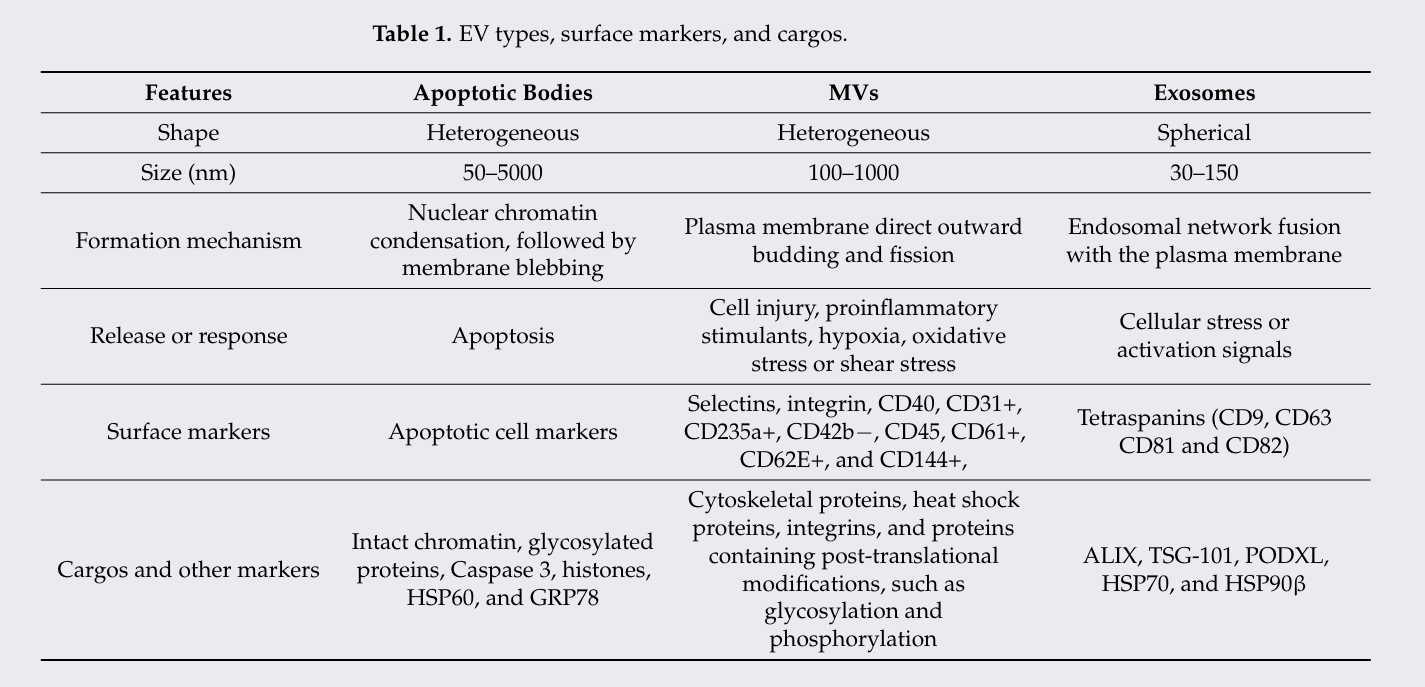 Table 1. EV types, surface markers, and cargos.
Features Apoptotic Bodies MVs Exosomes
Shape Heterogeneous Heterogeneous Spherical
Size (nm) 50–5000 100–1000 30–150
Formation mechanism
Nuclear chromatin
condensation, followed by
membrane blebbing
Plasma membrane direct outward
budding and fission
Endosomal network fusion
with the plasma membrane
Release or response
Apoptosis
Cell injury, proinflammatory
stimulants, hypoxia, oxidative
stress or shear stress
Cellular stress or
activation signals
Surface markers
Apoptotic cell markers
Selectins, integrin, CD40, CD31+,
CD235a+, CD42b−, CD45, CD61+,
CD62E+, and CD144+,
Tetraspanins (CD9, CD63
CD81 and CD82)
Cargos and other markers
Intact chromatin, glycosylated
proteins, Caspase 3, histones,
HSP60, and GRP78
Cytoskeletal proteins, heat shock
proteins, integrins, and proteins
containing post-translational
modifications, such as
glycosylation and
phosphorylation
ALIX, TSG-101, PODXL,
HSP70, and HSP90β